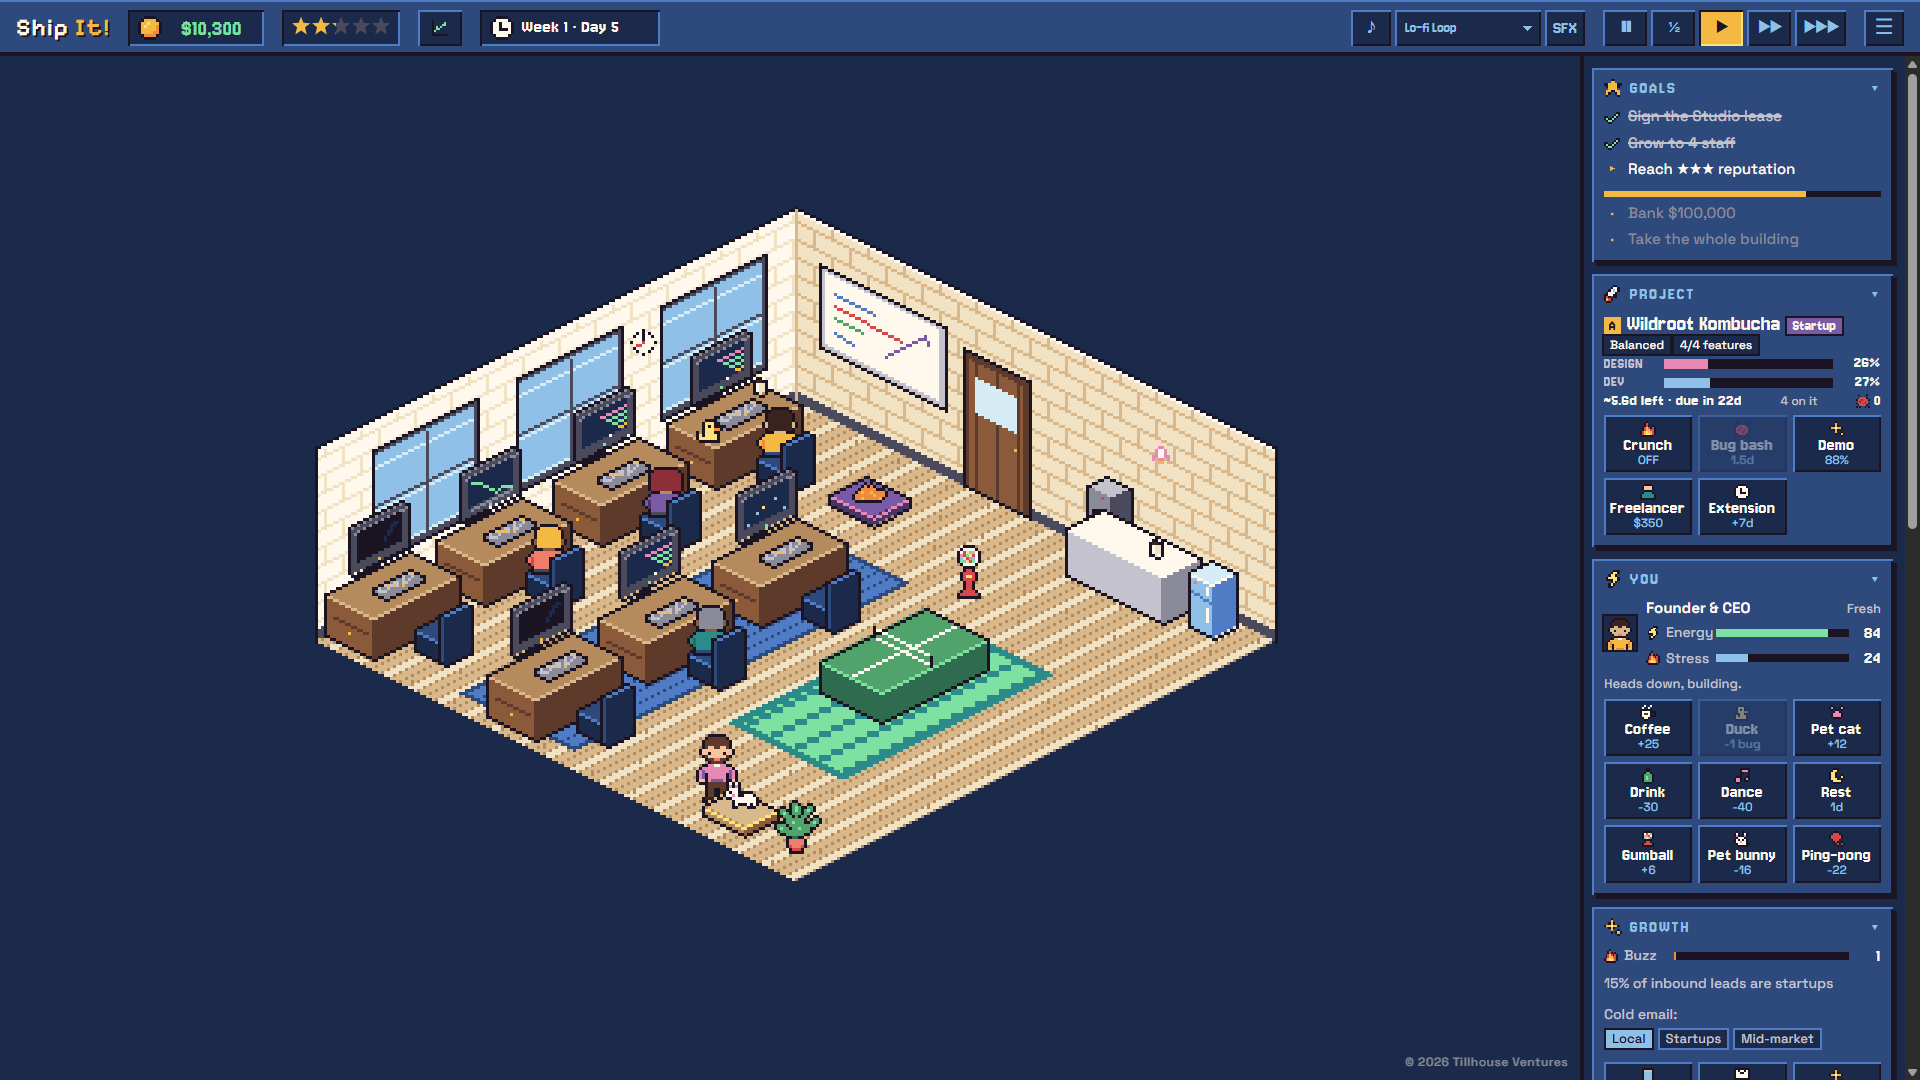 Ship It!
$10,300
Week 1 · Day 5
Lo-fi Loop
SFX
½
GOALS
Sign the Studio lease
Grow to 4 staff
Reach ★★★ reputation
Bank $100,000
Take the whole building
PROJECT
A Wildroot Kombucha Startup
Balanced 4/4 features
DESIGN 26%
DEV 27%
~5.6d left · due in 22d 4 on it 0
Crunch Bug bash Demo
OFF 1.5d 88%
Freelancer Extension
$350 +7d
YOU
Founder & CEO Fresh
Energy 84
Stress 24
Heads down, building.
Coffee Duck Pet cat
+25 -1 bug +12
Drink Dance Rest
-30 -40 1d
Gumball Pet bunny Ping-pong
+6 -16 -22
GROWTH
Buzz 1
15% of inbound leads are startups
Cold email:
Local Startups Mid-market
© 2026 Tillhouse Ventures